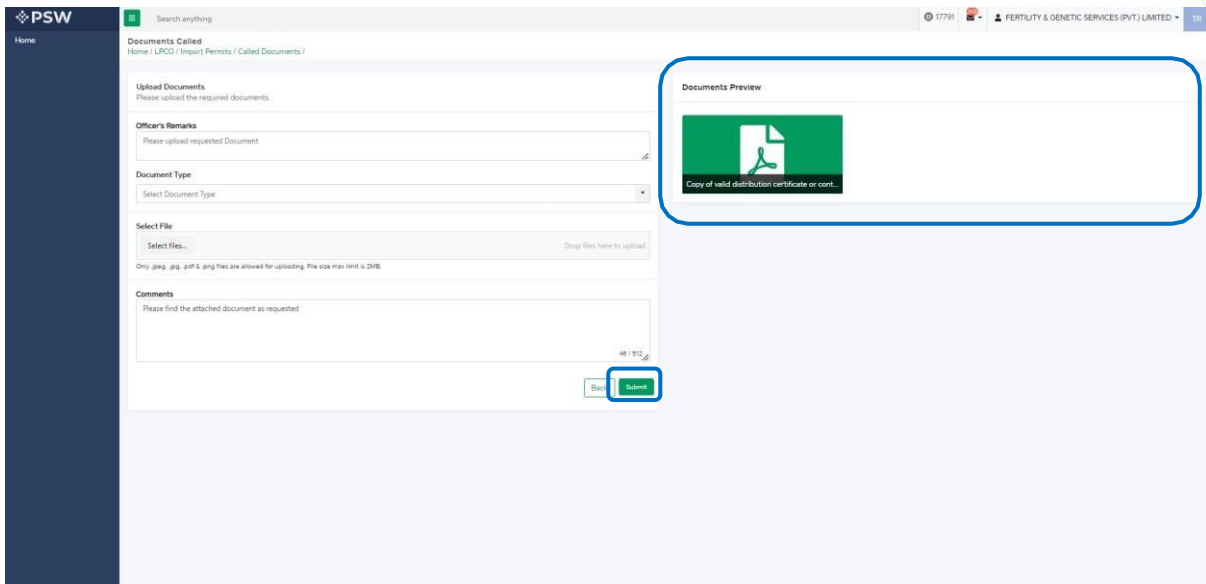 PSW
Search anything
17791
FERTILITY & GENETIC SERVICES (PVT.) LIMITED
TR
Home
Documents Called
Home / LPCO / Import Permits / Called Documents /
Upload Documents
Please upload the required documents.
Officer's Remarks
Please upload requested Document
Document Type
Select Document Type
Select File
Select files...
Drop files here to upload
Only .jpeg, .jpg, .pdf & .png files are allowed for uploading. File size max limit is 2MB.
Comments
Please find the attached document as requested
46 / 512
Back
Submit
Documents Preview
Copy of valid distribution certificate or cont...